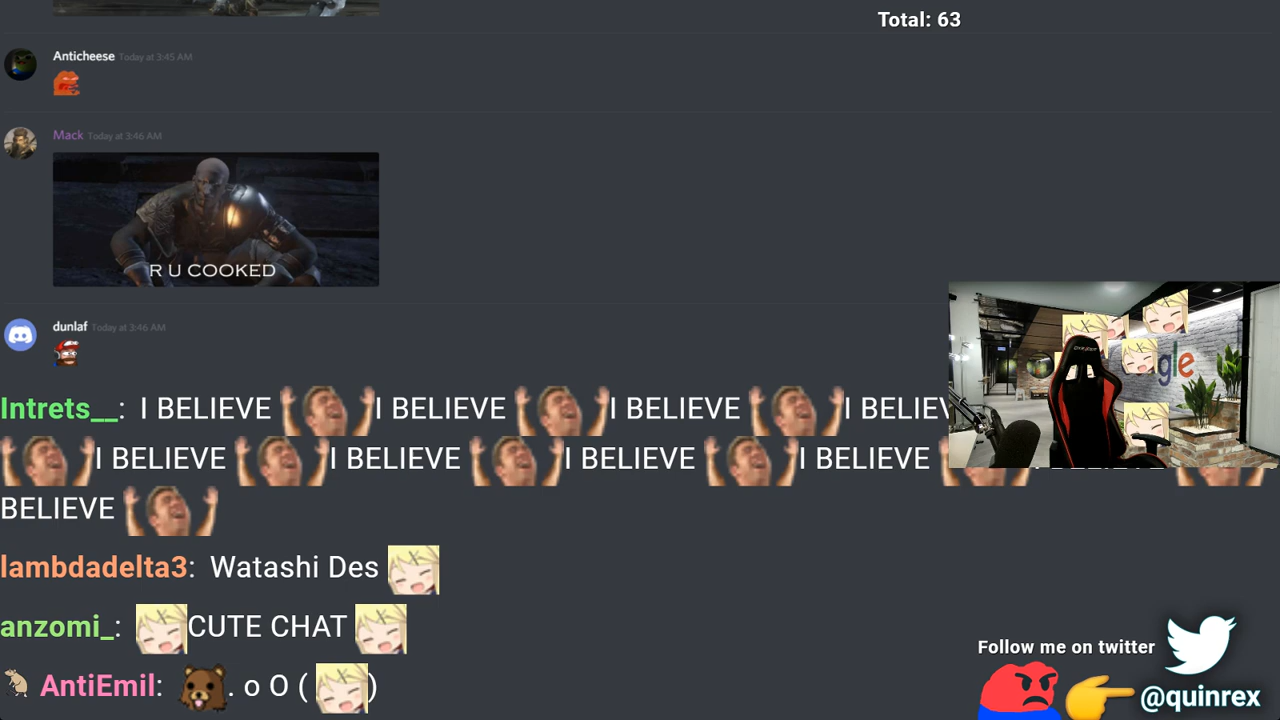 Total: 63
Anticheese Today at 3:45 AM
Mack Today at 3:46 AM
R U COOKED
dunlaf Today at 3:46 AM
Intrets__: I BELIEVE I BELIEVE I BELIEVE I BELIEV
I BELIEVE I BELIEVE I BELIEVE I BELIEVE
BELIEVE
gle
lambdadelta3: Watashi Des
anzomi_: CUTE CHAT
AntiEmil: . o O ( )
Follow me on twitter
@quinrex